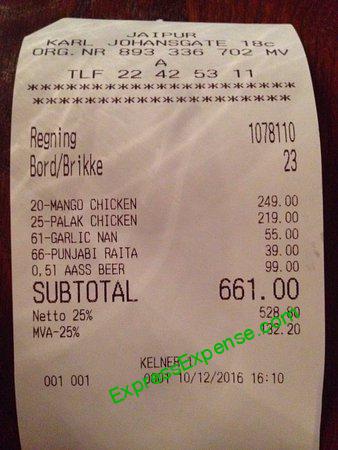 JAIPUR
KARL JOHANSGATE 18c
ORG.NR 893 336 702 MV
A
TLF 22 42 53 11
******************************
******************************
Regning 1078110
Bord/Brikke 23
20-MANGO CHICKEN 249.00
25-PALAK CHICKEN 219.00
61-GARLIC NAN 55.00
66-PUNJABI RAITA 39.00
0,51 AASS BEER 99.00
SUBTOTAL 661.00
Netto 25% 528.80
MVA-25% 132.20
KELNER
001 001 0001 10/12/2016 16:10
ExpressExpense.com